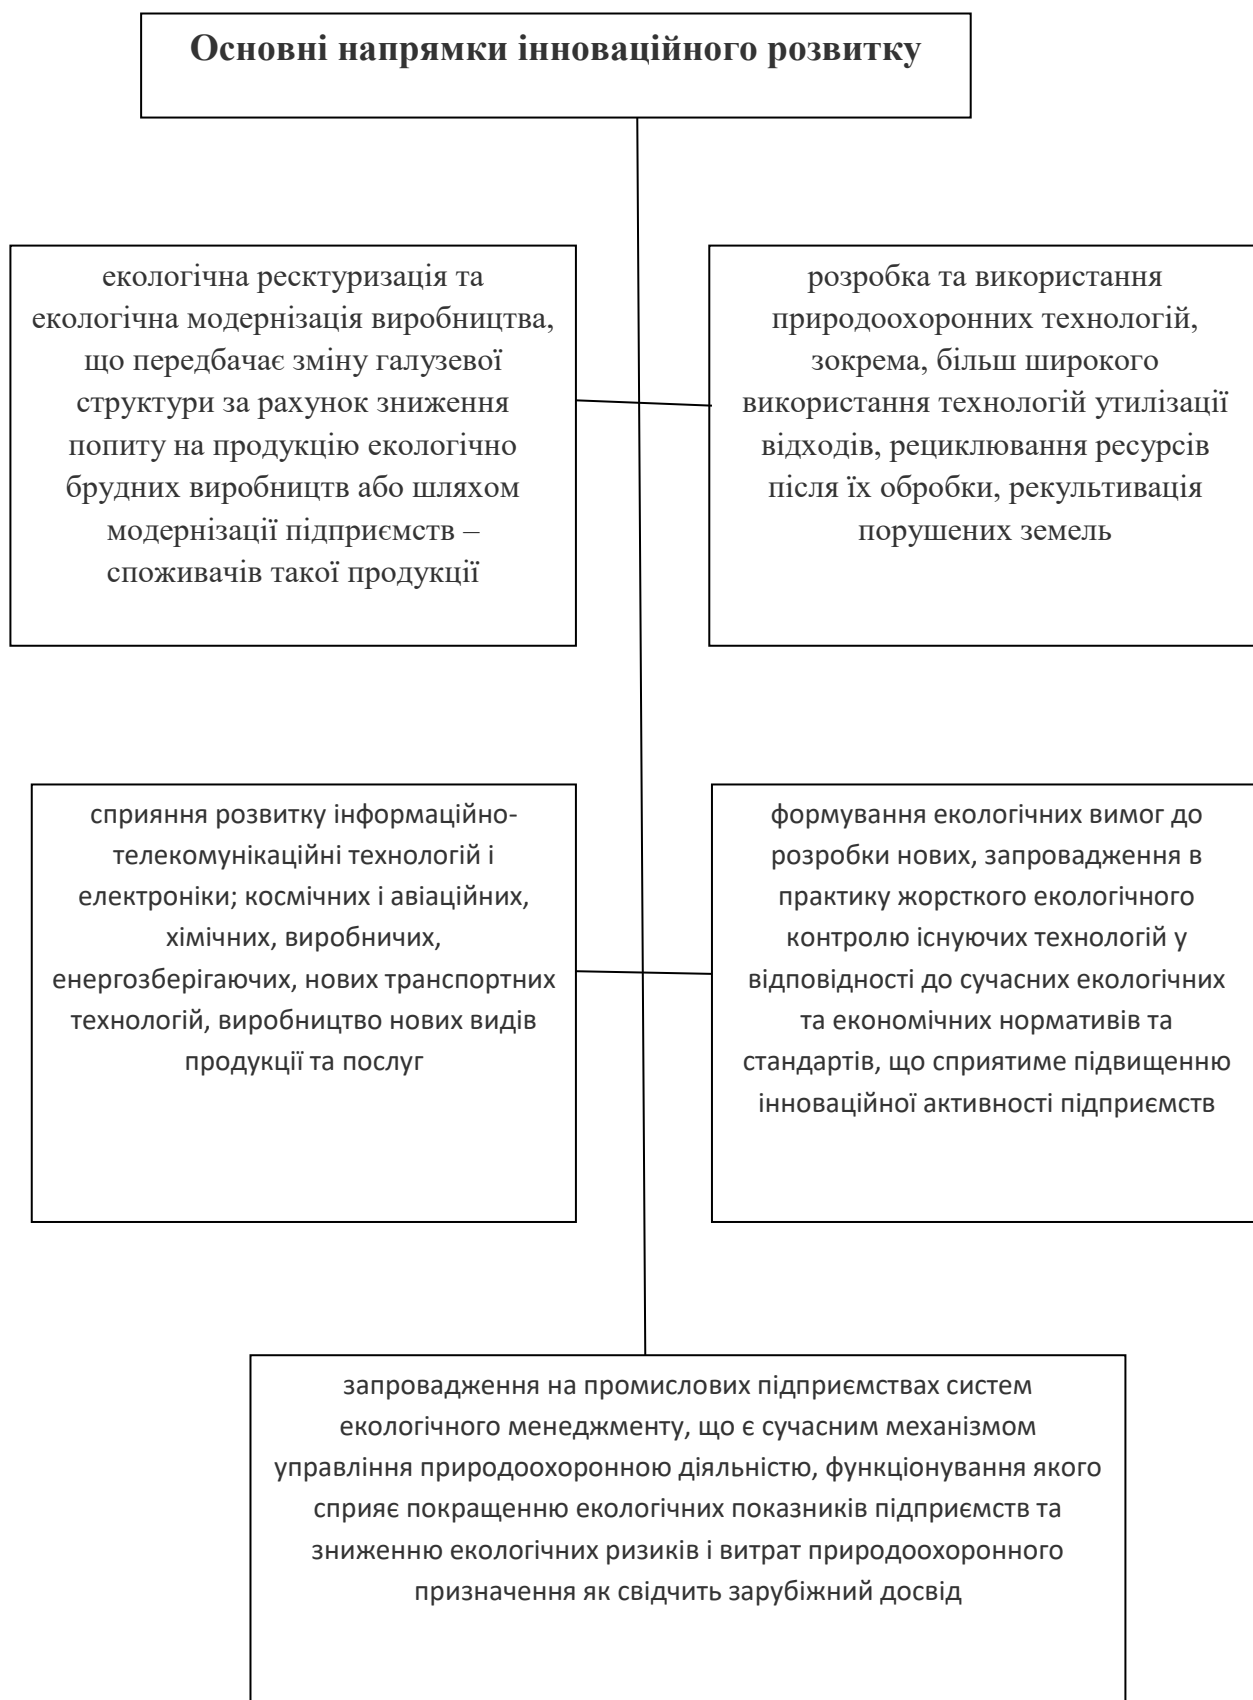 Основні напрямки інноваційного розвитку
екологічна ресктуризація та
екологічна модернізація виробництва,
що передбачає зміну галузевої
структури за рахунок зниження
попиту на продукцію екологічно
брудних виробництв або шляхом
модернізації підприємств –
споживачів такої продукції
розробка та використання
природоохоронних технологій,
зокрема, більш широкого
використання технологій утилізації
відходів, рециклювання ресурсів
після їх обробки, рекультивація
порушених земель
сприяння розвитку інформаційно-
телекомунікаційні технологій і
електроніки; космічних і авіаційних,
хімічних, виробничих,
енергозберігаючих, нових транспортних
технологій, виробництво нових видів
продукції та послуг
формування екологічних вимог до
розробки нових, запровадження в
практику жорсткого екологічного
контролю існуючих технологій у
відповідності до сучасних екологічних
та економічних нормативів та
стандартів, що сприятиме підвищенню
інноваційної активності підприємств
запровадження на промислових підприємствах систем
екологічного менеджменту, що є сучасним механізмом
управління природоохоронною діяльністю, функціонування якого
сприяє покращенню екологічних показників підприємств та
зниженню екологічних ризиків і витрат природоохоронного
призначення як свідчить зарубіжний досвід